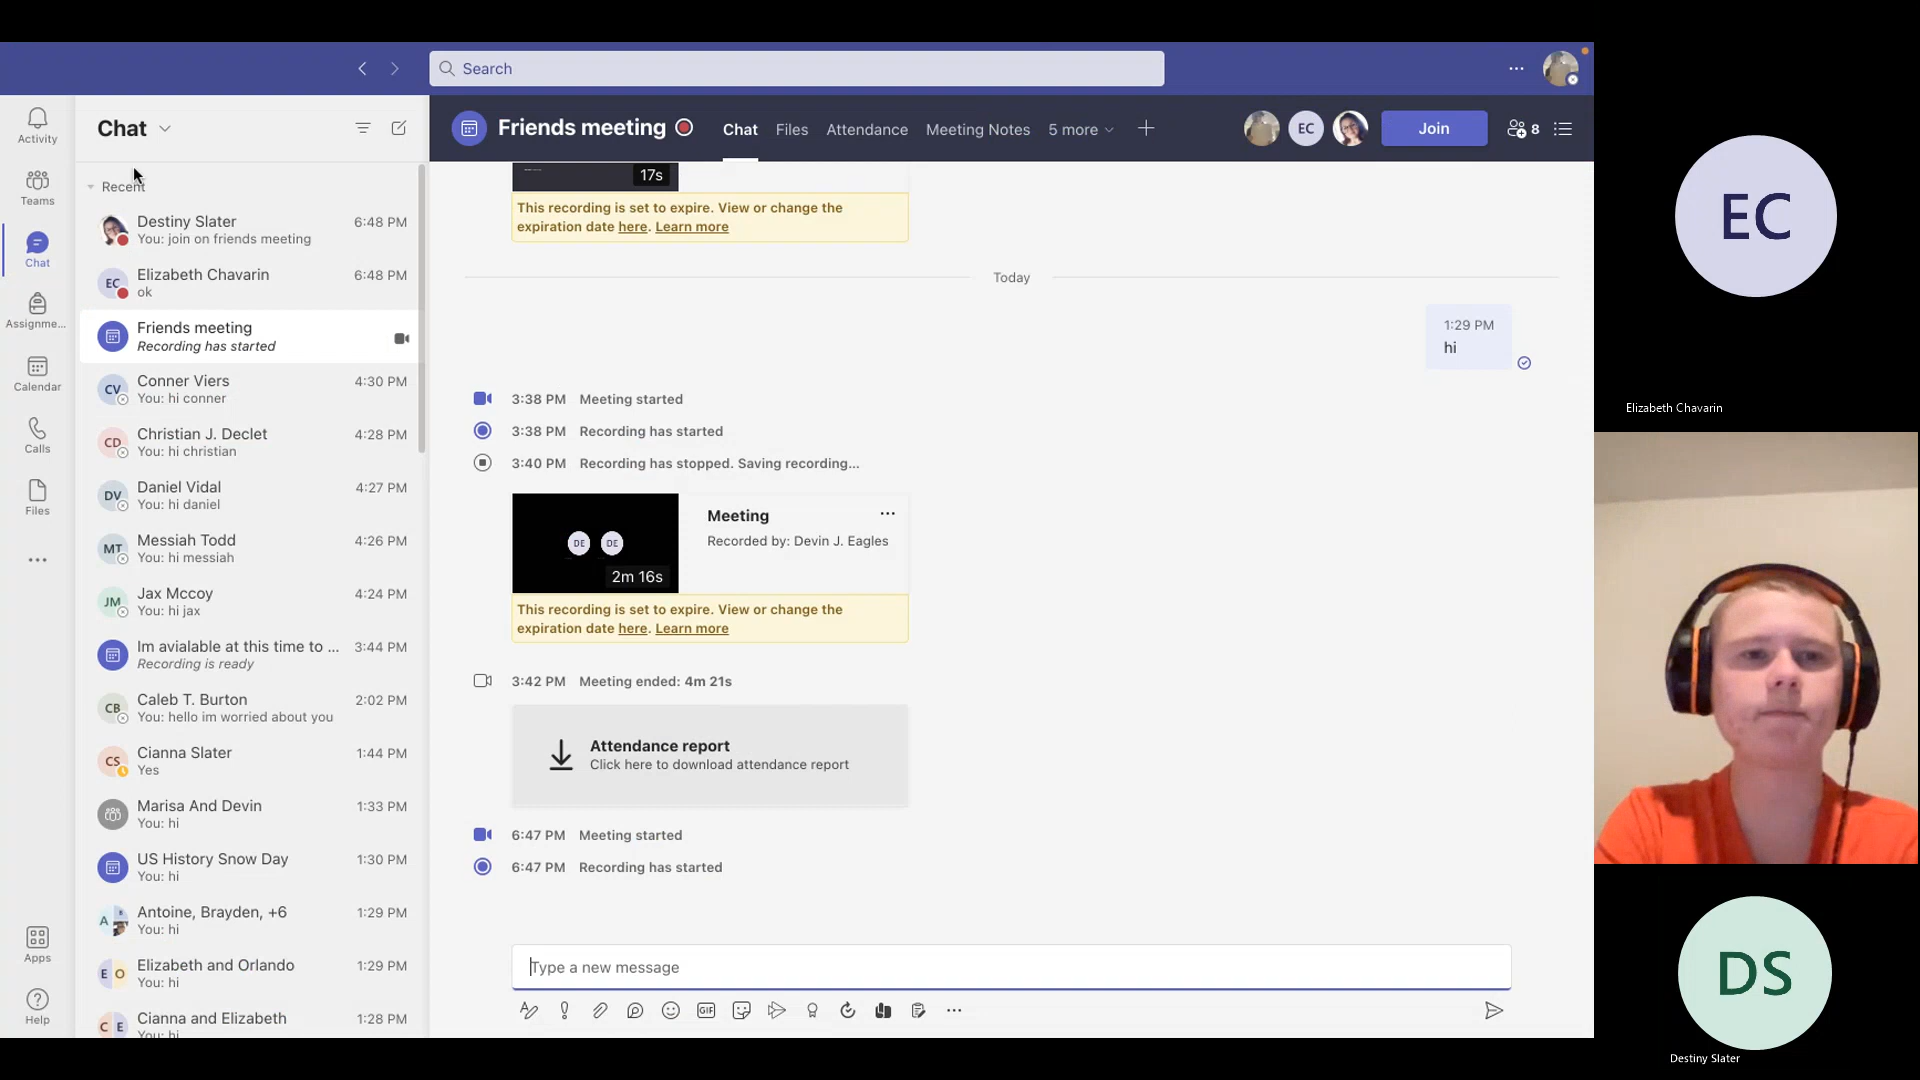 Search
Activity
Teams
Chat
Assignme...
Calendar
Calls
Files
Apps
Help
Chat
Recent
Destiny Slater 6:48 PM
You: join on friends meeting
EC Elizabeth Chavarin 6:48 PM
ok
Friends meeting
Recording has started
CV Conner Viers 4:30 PM
You: hi conner
CD Christian J. Declet 4:28 PM
You: hi christian
DV Daniel Vidal 4:27 PM
You: hi daniel
MT Messiah Todd 4:26 PM
You: hi messiah
JM Jax Mccoy 4:24 PM
You: hi jax
Im avialable at this time to ... 3:44 PM
Recording is ready
CB Caleb T. Burton 2:02 PM
You: hello im worried about you
CS Cianna Slater 1:44 PM
Yes
Marisa And Devin 1:33 PM
You: hi
US History Snow Day 1:30 PM
You: hi
A Antoine, Brayden, +6 1:29 PM
You: hi
E O Elizabeth and Orlando 1:29 PM
You: hi
C E Cianna and Elizabeth 1:28 PM
You: hi
Friends meeting Chat Files Attendance Meeting Notes 5 more EC Join 8
17s
This recording is set to expire. View or change the
expiration date here. Learn more
Today
1:29 PM
hi
3:38 PM Meeting started
3:38 PM Recording has started
3:40 PM Recording has stopped. Saving recording...
DE DE
2m 16s
Meeting
Recorded by: Devin J. Eagles
This recording is set to expire. View or change the
expiration date here. Learn more
3:42 PM Meeting ended: 4m 21s
Attendance report
Click here to download attendance report
6:47 PM Meeting started
6:47 PM Recording has started
Type a new message
GIF
EC
Elizabeth Chavarin
DS
Destiny Slater